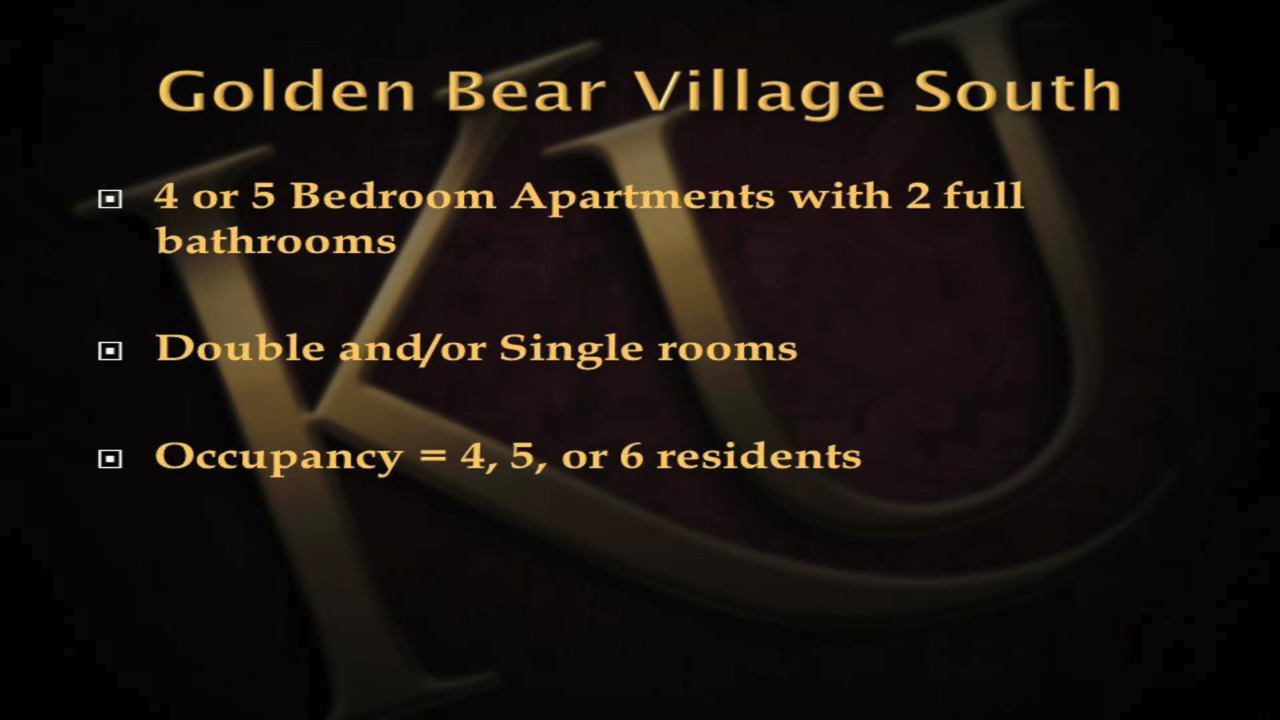 Golden Bear Village South
4 or 5 Bedroom Apartments with 2 full
bathrooms
Double and/or Single rooms
Occupancy = 4, 5, or 6 residents
KU